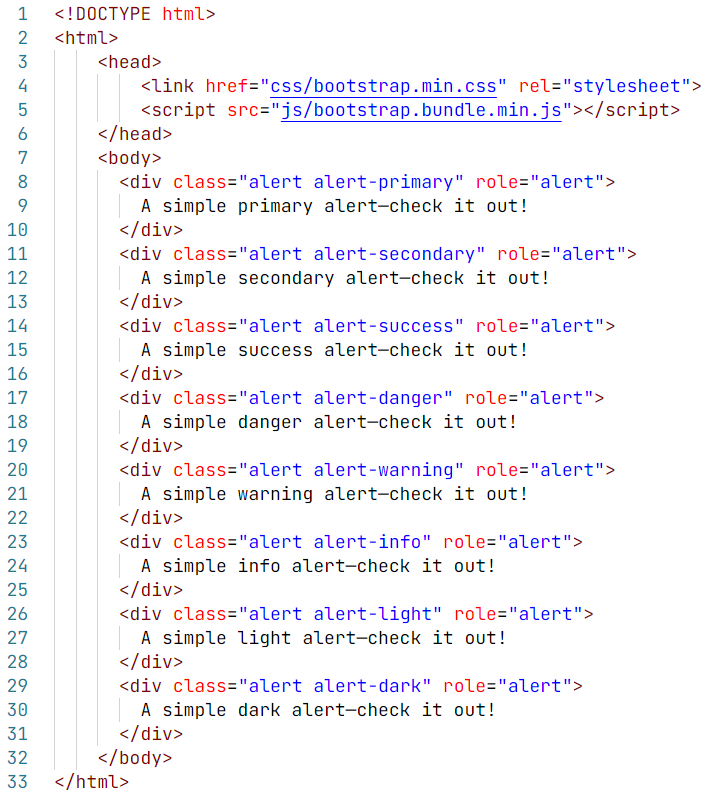 1 <!DOCTYPE html>
2 <html>
3     <head>
4         <link href="css/bootstrap.min.css" rel="stylesheet">
5         <script src="js/bootstrap.bundle.min.js"></script>
6     </head>
7     <body>
8       <div class="alert alert-primary" role="alert">
9         A simple primary alert—check it out!
10       </div>
11       <div class="alert alert-secondary" role="alert">
12         A simple secondary alert—check it out!
13       </div>
14       <div class="alert alert-success" role="alert">
15         A simple success alert—check it out!
16       </div>
17       <div class="alert alert-danger" role="alert">
18         A simple danger alert—check it out!
19       </div>
20       <div class="alert alert-warning" role="alert">
21         A simple warning alert—check it out!
22       </div>
23       <div class="alert alert-info" role="alert">
24         A simple info alert—check it out!
25       </div>
26       <div class="alert alert-light" role="alert">
27         A simple light alert—check it out!
28       </div>
29       <div class="alert alert-dark" role="alert">
30         A simple dark alert—check it out!
31       </div>
32     </body>
33 </html>